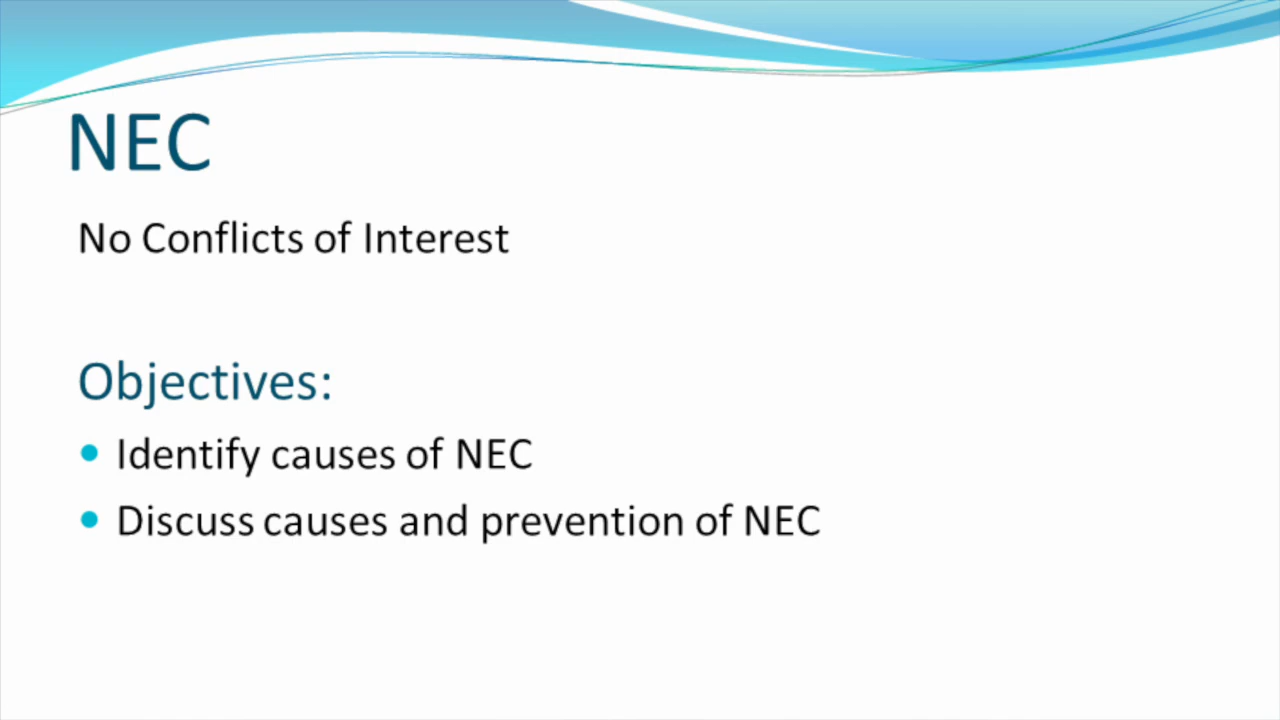 NEC
No Conflicts of Interest
Objectives:
• Identify causes of NEC
• Discuss causes and prevention of NEC